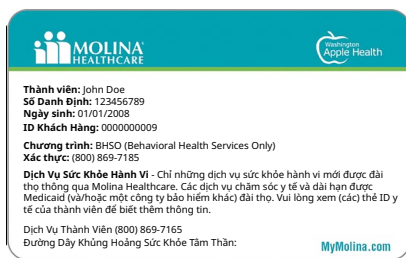 MOLINA
HEALTHCARE
Washington
Apple Health
Thành viên: John Doe
Số Danh Định: 123456789
Ngày sinh: 01/01/2008
ID Khách Hàng: 0000000009
Chương trình: BHSO (Behavioral Health Services Only)
Xác thực: (800) 869-7185
Dịch Vụ Sức Khỏe Hành Vi - Chỉ những dịch vụ sức khỏe hành vi mới được đài
thọ thông qua Molina Healthcare. Các dịch vụ chăm sóc y tế và dài hạn được
Medicaid (và/hoặc một công ty bảo hiểm khác) đài thọ. Vui lòng xem (các) thẻ ID y
tế của thành viên để biết thêm thông tin.
Dịch Vụ Thành Viên (800) 869-7165
Đường Dây Khủng Hoảng Sức Khỏe Tâm Thần:
MyMolina.com